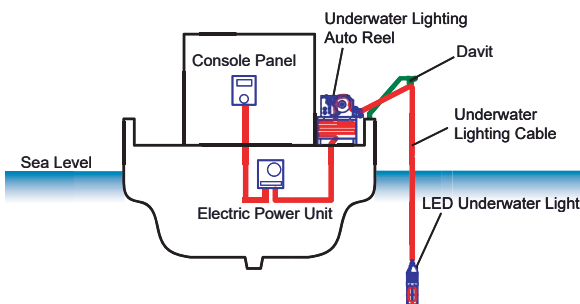 Underwater Lighting
Auto Reel
Console Panel
Davit
Underwater
Lighting Cable
Sea Level
LED Underwater Light
Electric Power Unit